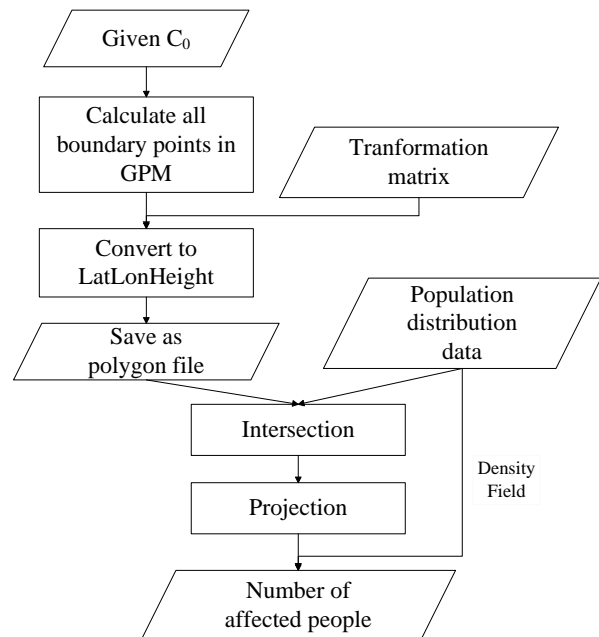 Given C₀
Calculate all
boundary points in
GPM
Tranformation
matrix
Convert to
LatLonHeight
Population
distribution
data
Save as
polygon file
Intersection
Density
Field
Projection
Number of
affected people